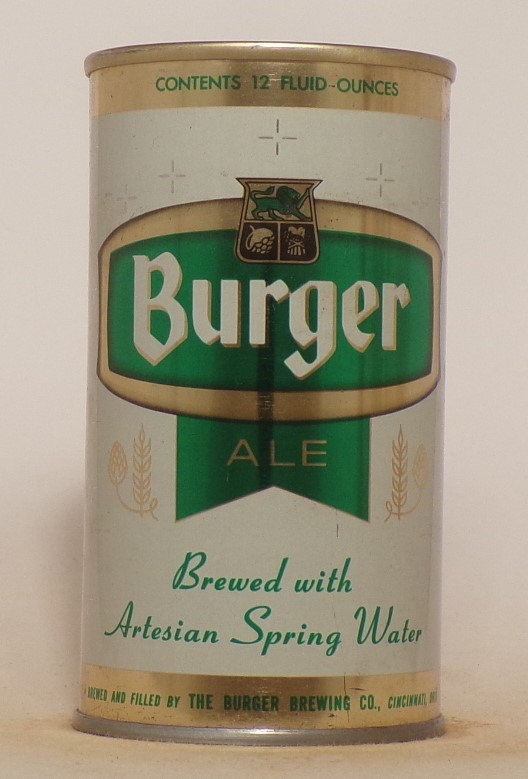 CONTENTS 12 FLUID-OUNCES
Burger
ALE
Brewed with
Artesian Spring Water
BREWED AND FILLED BY THE BURGER BREWING CO., CINCINNATI,